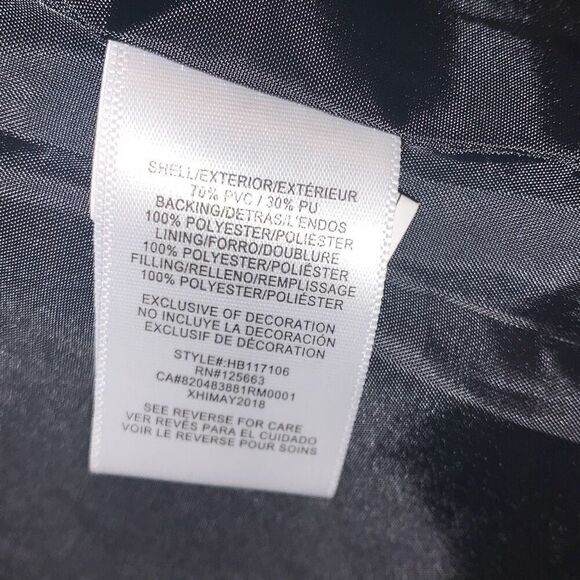 SHELL/EXTERIOR/EXTÉRIEUR
70% PVC / 30% PU
BACKING/DETRAS/L'ENDOS
100% POLYESTER/POLIÉSTER
LINING/FORRO/DOUBLURE
100% POLYESTER/POLIÉSTER
FILLING/RELLENO/REMPLISSAGE
100% POLYESTER/POLIÉSTER
EXCLUSIVE OF DECORATION
NO INCLUYE LA DECORACIÓN
EXCLUSIF DE DÉCORATION
STYLE#:HB117106
RN#125663
CA#820483881RM0001
XHIMAY2018
SEE REVERSE FOR CARE
VER REVÉS PARA EL CUIDADO
VOIR LE REVERSE POUR SOINS